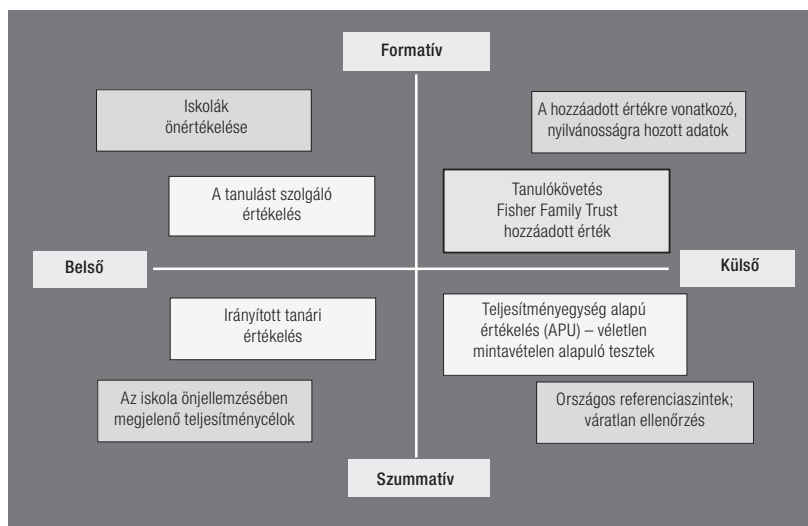 Formatív
Iskolák
önértékelése
A hozzáadott értékre vonatkozó,
nyilvánosságra hozott adatok
A tanulást szolgáló
értékelés
Tanulókövetés
Fisher Family Trust
hozzáadott érték
Belső
Külső
Irányított tanári
értékelés
Teljesítményegység alapú
értékelés (APU) – véletlen
mintavételen alapuló tesztek
Az iskola önjellemzésében
megjelenő teljesítménycélok
Országos referenciaszintek;
váratlan ellenőrzés
Szummatív